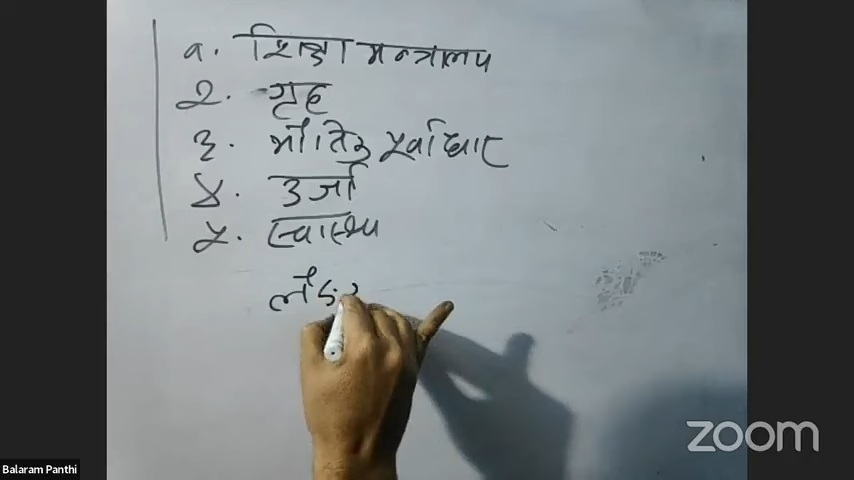 १. शिक्षा मन्त्रालय
२. गृह
३. भौतिक पूर्वाधार
४. उर्जा
५. स्वास्थ्य
zoom
Balaram Panthi